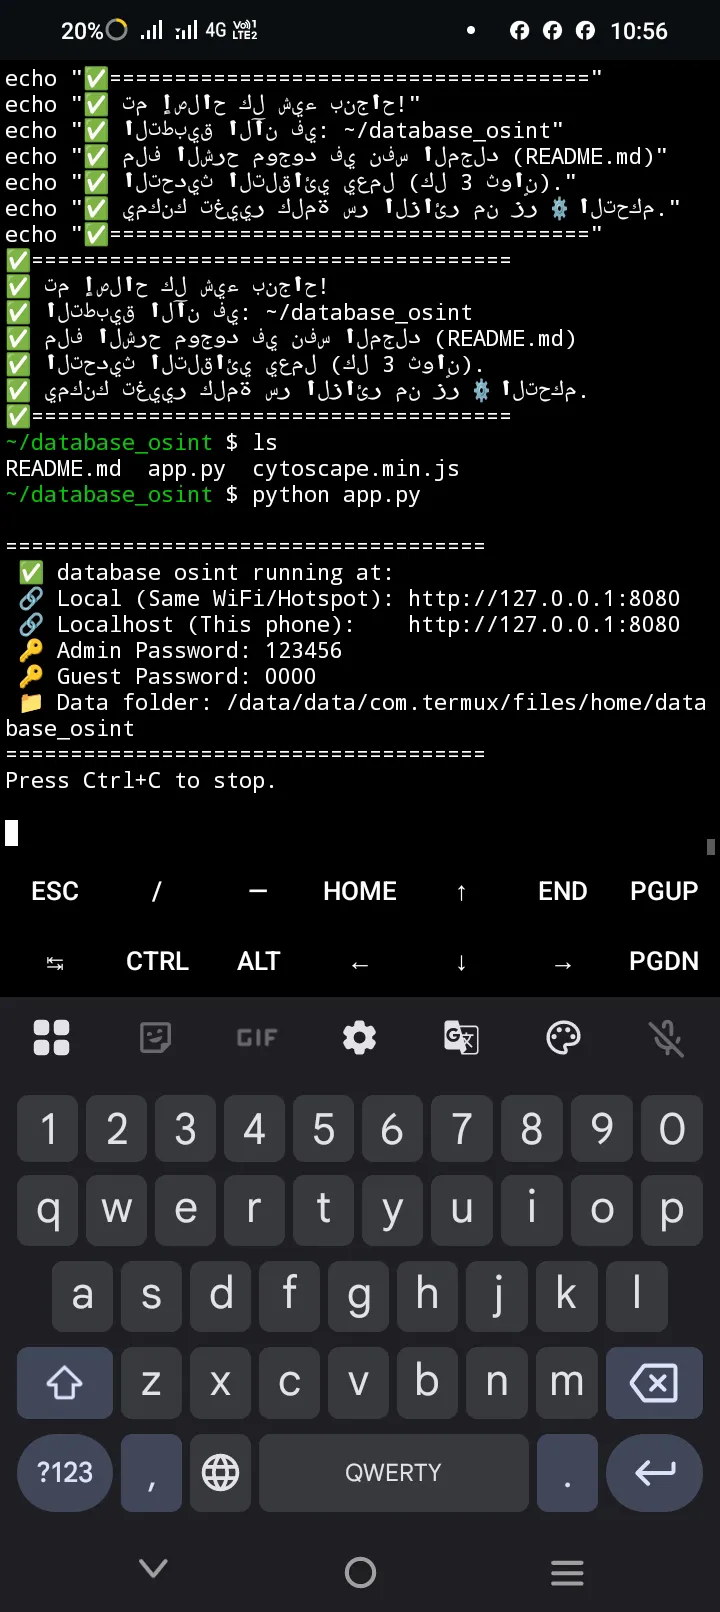 20% 4G VoI) 1 LTE2 10:56
echo "✅====================================="
echo "✅ تم إصلاح كل شيء بنجاح!"
echo "✅ التطبيق الآن في: ~/database_osint"
echo "✅ ملف الشرح موجود في نفس المجلد (README.md)"
echo "✅ التحديث التلقائي يعمل (كل 3 ثوان)."
echo "✅ يمكنك تغيير كلمة سر الزائر من زر ⚙️ التحكم."
echo "✅====================================="
✅=====================================
✅ تم إصلاح كل شيء بنجاح!
✅ التطبيق الآن في: ~/database_osint
✅ ملف الشرح موجود في نفس المجلد (README.md)
✅ التحديث التلقائي يعمل (كل 3 ثوان).
✅ يمكنك تغيير كلمة سر الزائر من زر ⚙️ التحكم.
✅=====================================
~/database_osint $ ls
README.md app.py cytoscape.min.js
~/database_osint $ python app.py
=====================================
✅ database osint running at:
🔗 Local (Same WiFi/Hotspot): http://127.0.0.1:8080
🔗 Localhost (This phone): http://127.0.0.1:8080
🔑 Admin Password: 123456
🔑 Guest Password: 0000
📁 Data folder: /data/data/com.termux/files/home/data
base_osint
=====================================
Press Ctrl+C to stop.
ESC / — HOME ↑ END PGUP
↹ CTRL ALT ← ↓ → PGDN
GIF
1 2 3 4 5 6 7 8 9 0
q w e r t y u i o p
a s d f g h j k l
z x c v b n m
?123 , QWERTY .